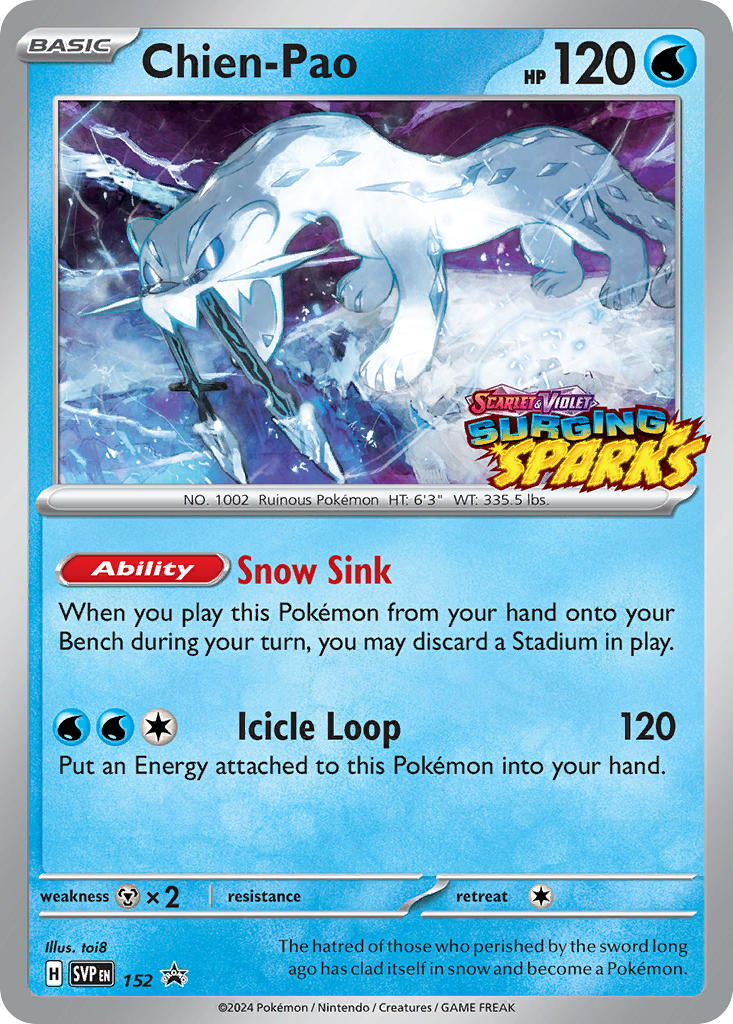 BASIC
Chien-Pao
HP 120
SCARLET & VIOLET
SURGING
SPARKS
NO. 1002 Ruinous Pokémon HT: 6'3" WT: 335.5 lbs.
Ability Snow Sink
When you play this Pokémon from your hand onto your
Bench during your turn, you may discard a Stadium in play.
Icicle Loop 120
Put an Energy attached to this Pokémon into your hand.
weakness ×2 resistance retreat
Illus. toi8
The hatred of those who perished by the sword long
ago has clad itself in snow and become a Pokémon.
H SVP EN 152 PROMO
©2024 Pokémon / Nintendo / Creatures / GAME FREAK